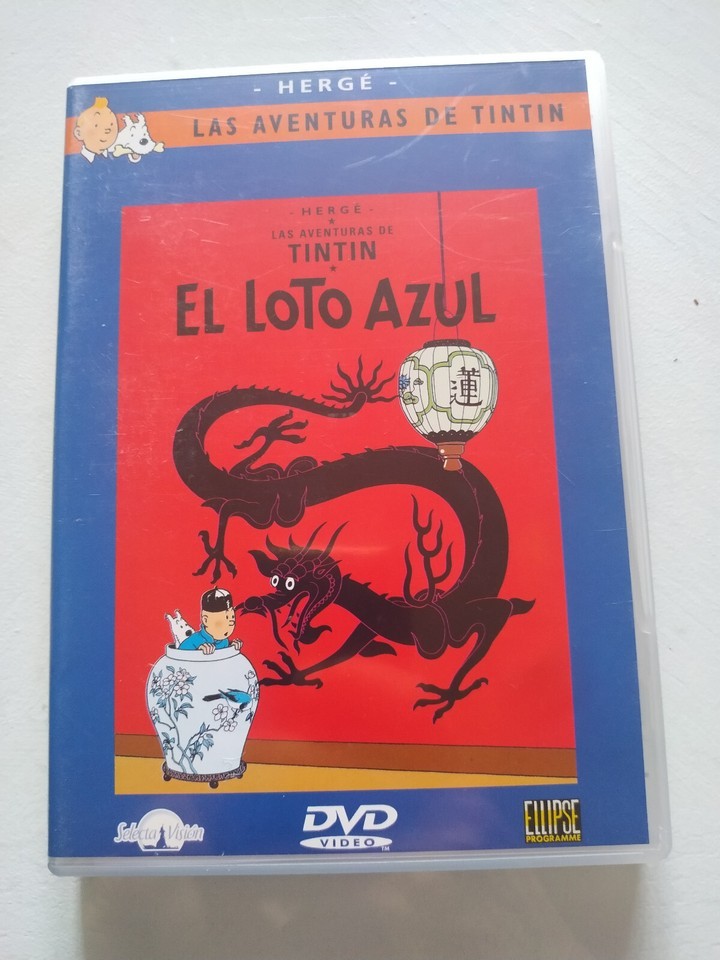 - HERGÉ -
LAS AVENTURAS DE TINTIN
- HERGÉ -
LAS AVENTURAS DE
TINTIN
EL LOTO AZUL
蓮
Selecta Visión
DVD
VIDEO
TM
ELLIPSE
PROGRAMME